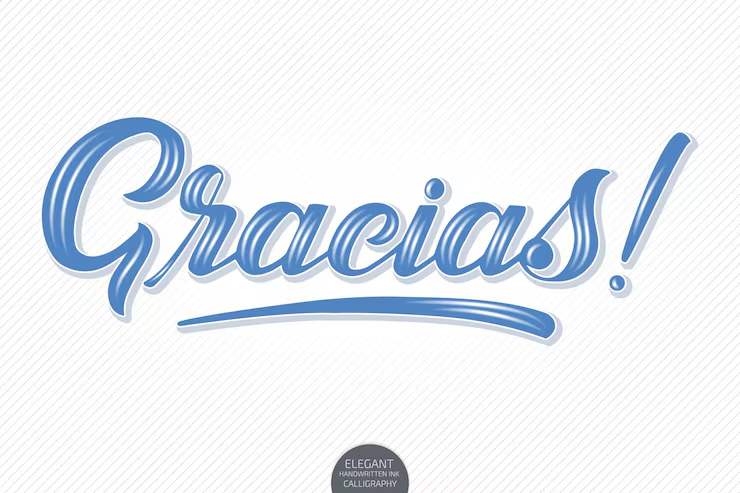 Gracias!
ELEGANT
HANDWRITTEN INK
CALLIGRAPHY